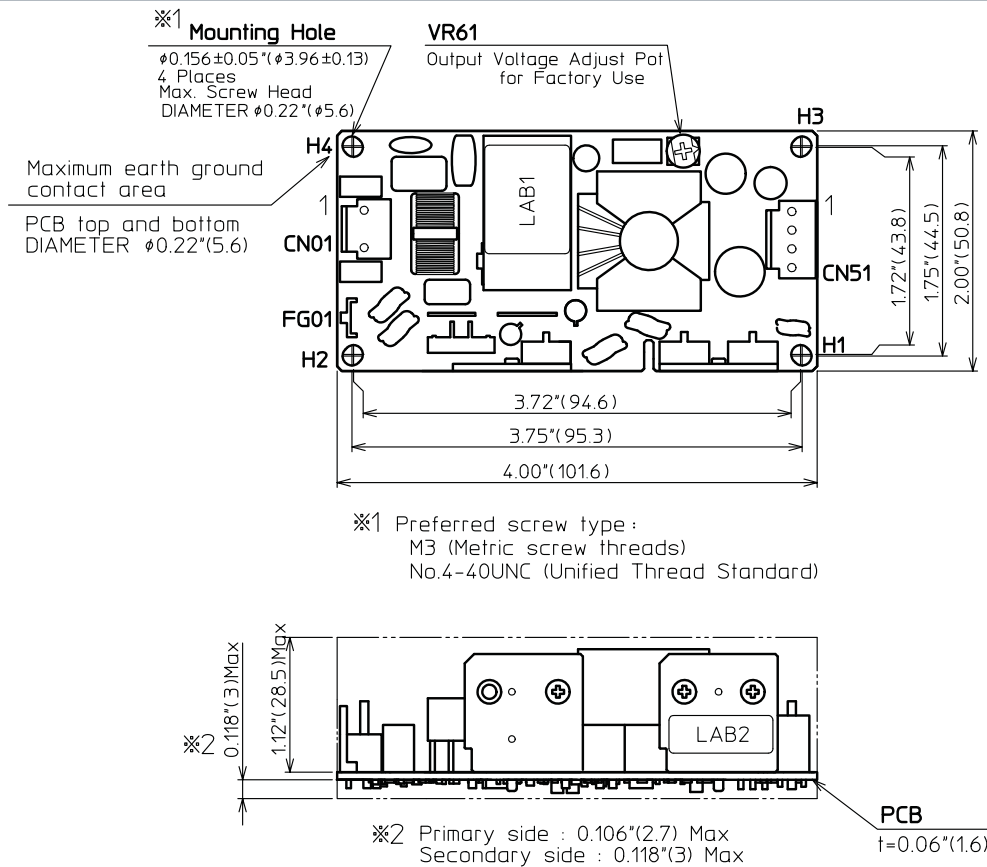 ※1 Mounting Hole
φ0.156±0.05"(φ3.96±0.13)
4 Places
Max. Screw Head
DIAMETER φ0.22"(φ5.6)
VR61
Output Voltage Adjust Pot
for Factory Use
H3
H4
Maximum earth ground
contact area
PCB top and bottom
DIAMETER φ0.22"(5.6)
1
CN01
LAB1
1
CN51
FG01
H2
H1
1.72"(43.8)
1.75"(44.5)
2.00"(50.8)
3.72"(94.6)
3.75"(95.3)
4.00"(101.6)
※1 Preferred screw type :
M3 (Metric screw threads)
No.4-40UNC (Unified Thread Standard)
※2
0.118"(3)Max
1.12"(28.5)Max
LAB2
PCB
t=0.06"(1.6)
※2 Primary side : 0.106"(2.7) Max
Secondary side : 0.118"(3) Max